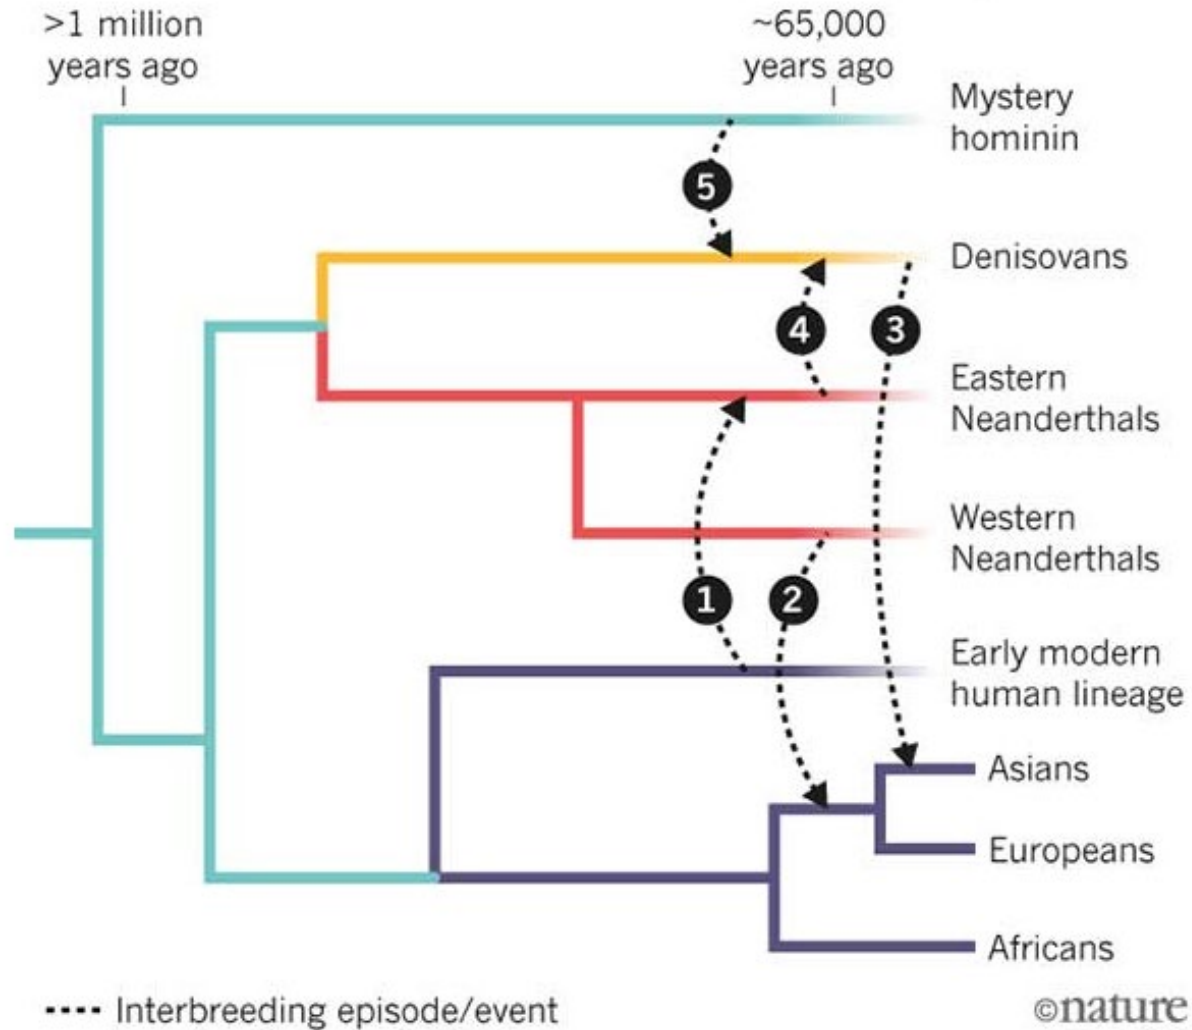 >1 million
years ago
~65,000
years ago
Mystery
hominin
5
Denisovans
4
3
Eastern
Neanderthals
Western
Neanderthals
1
2
Early modern
human lineage
Asians
Europeans
Africans
Interbreeding episode/event
©nature